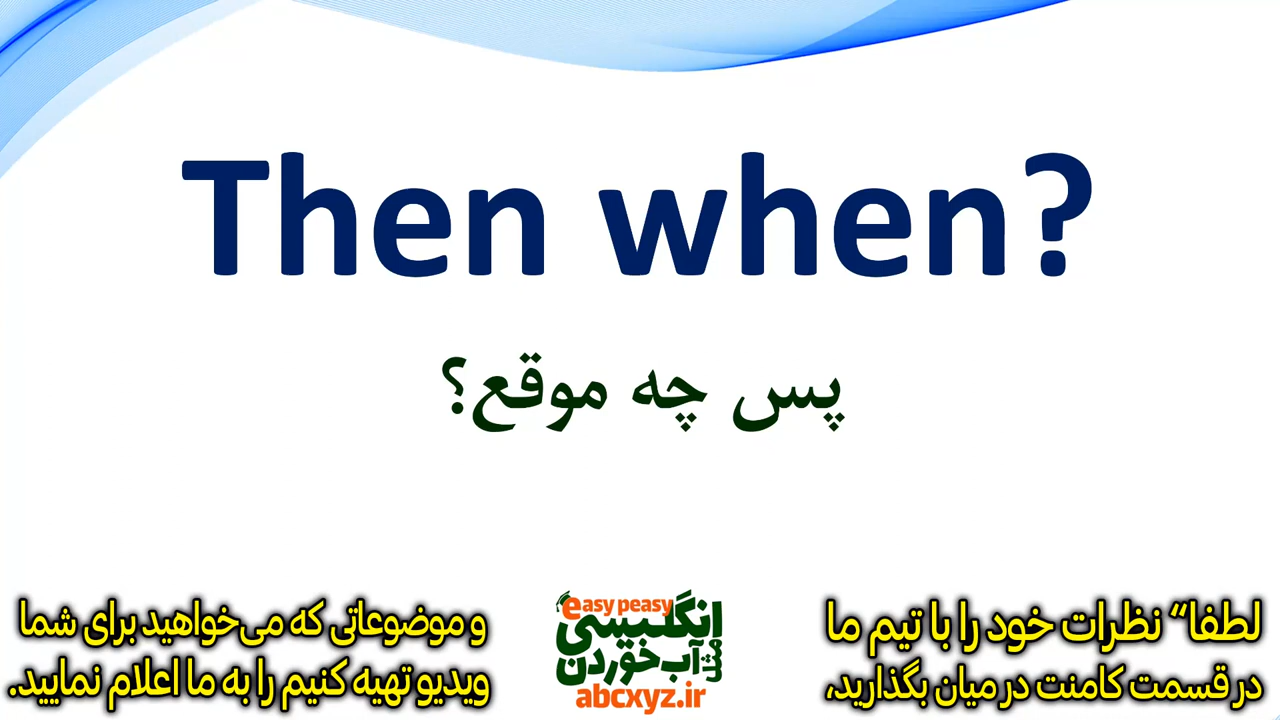 Then when?
پس چه موقع؟
لطفا“ نظرات خود را با تیم ما
در قسمت کامنت در میان بگذارید،
و موضوعاتی که می‌خواهید برای شما
ویدیو تهیه کنیم را به ما اعلام نمایید.
easy peasy
انگلیسی
مثل
آب خوردن
abcxyz.ir